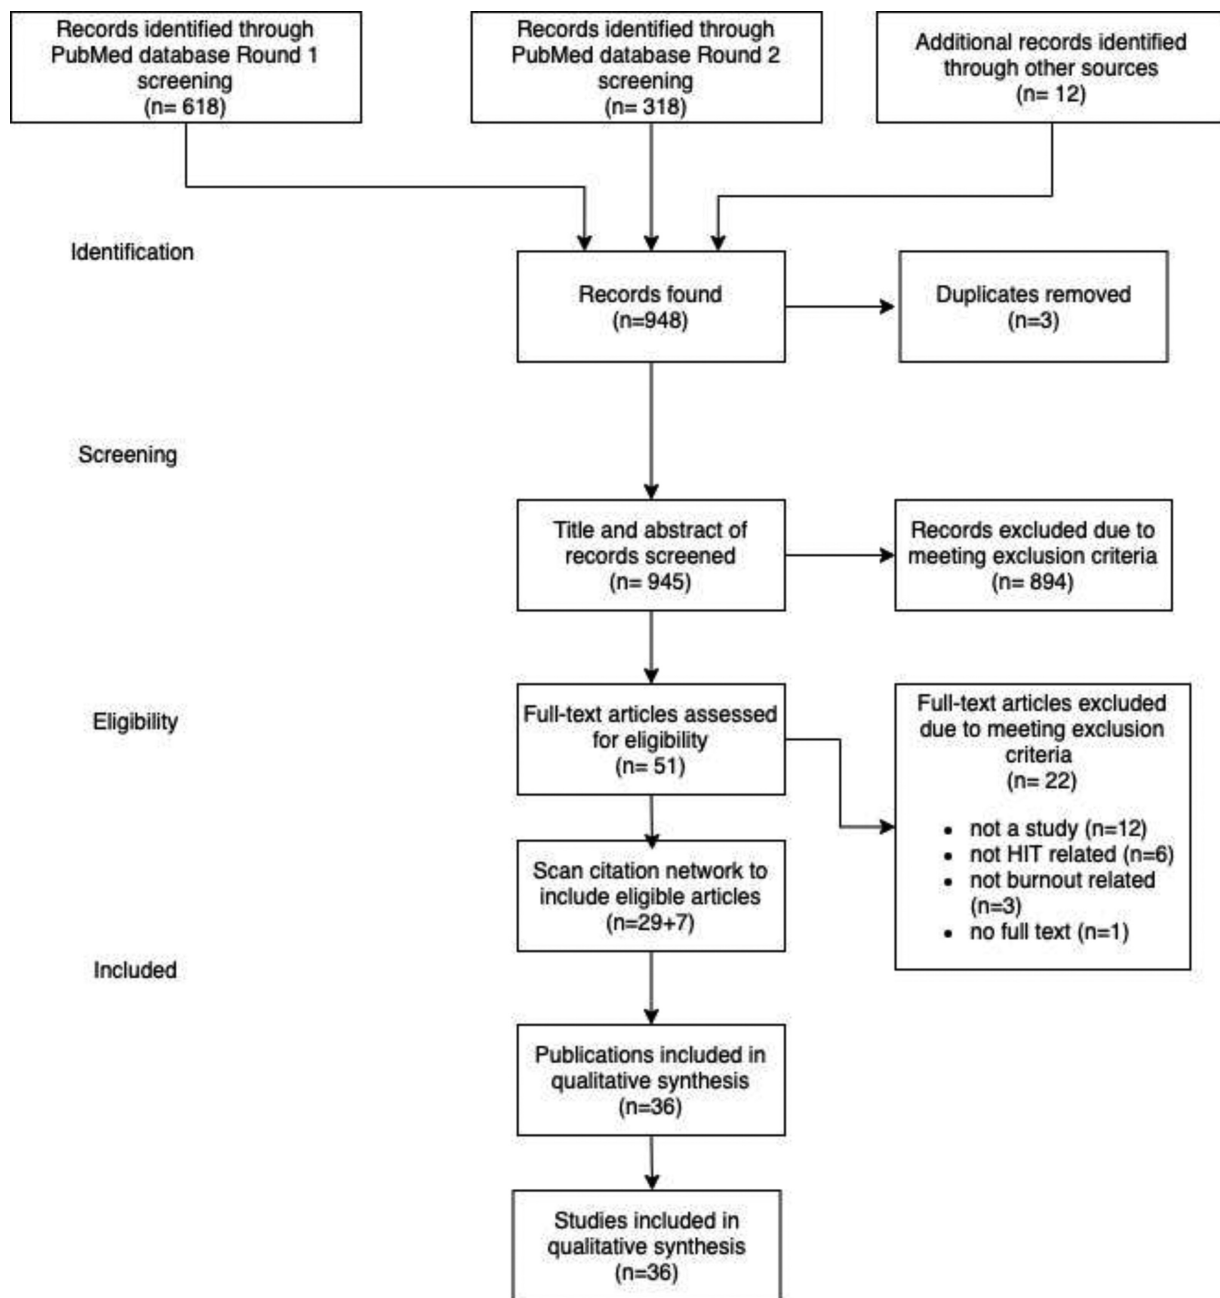 Records identified through
PubMed database Round 1
screening
(n= 618)
Records identified through
PubMed database Round 2
screening
(n= 318)
Additional records identified
through other sources
(n= 12)
Identification
Records found
(n=948)
Duplicates removed
(n=3)
Screening
Title and abstract of
records screened
(n= 945)
Records excluded due to
meeting exclusion criteria
(n= 894)
Eligibility
Full-text articles assessed
for eligibility
(n= 51)
Full-text articles excluded
due to meeting exclusion
criteria
(n= 22)
• not a study (n=12)
• not HIT related (n=6)
• not burnout related
(n=3)
• no full text (n=1)
Scan citation network to
include eligible articles
(n=29+7)
Included
Publications included in
qualitative synthesis
(n=36)
Studies included in
qualitative synthesis
(n=36)